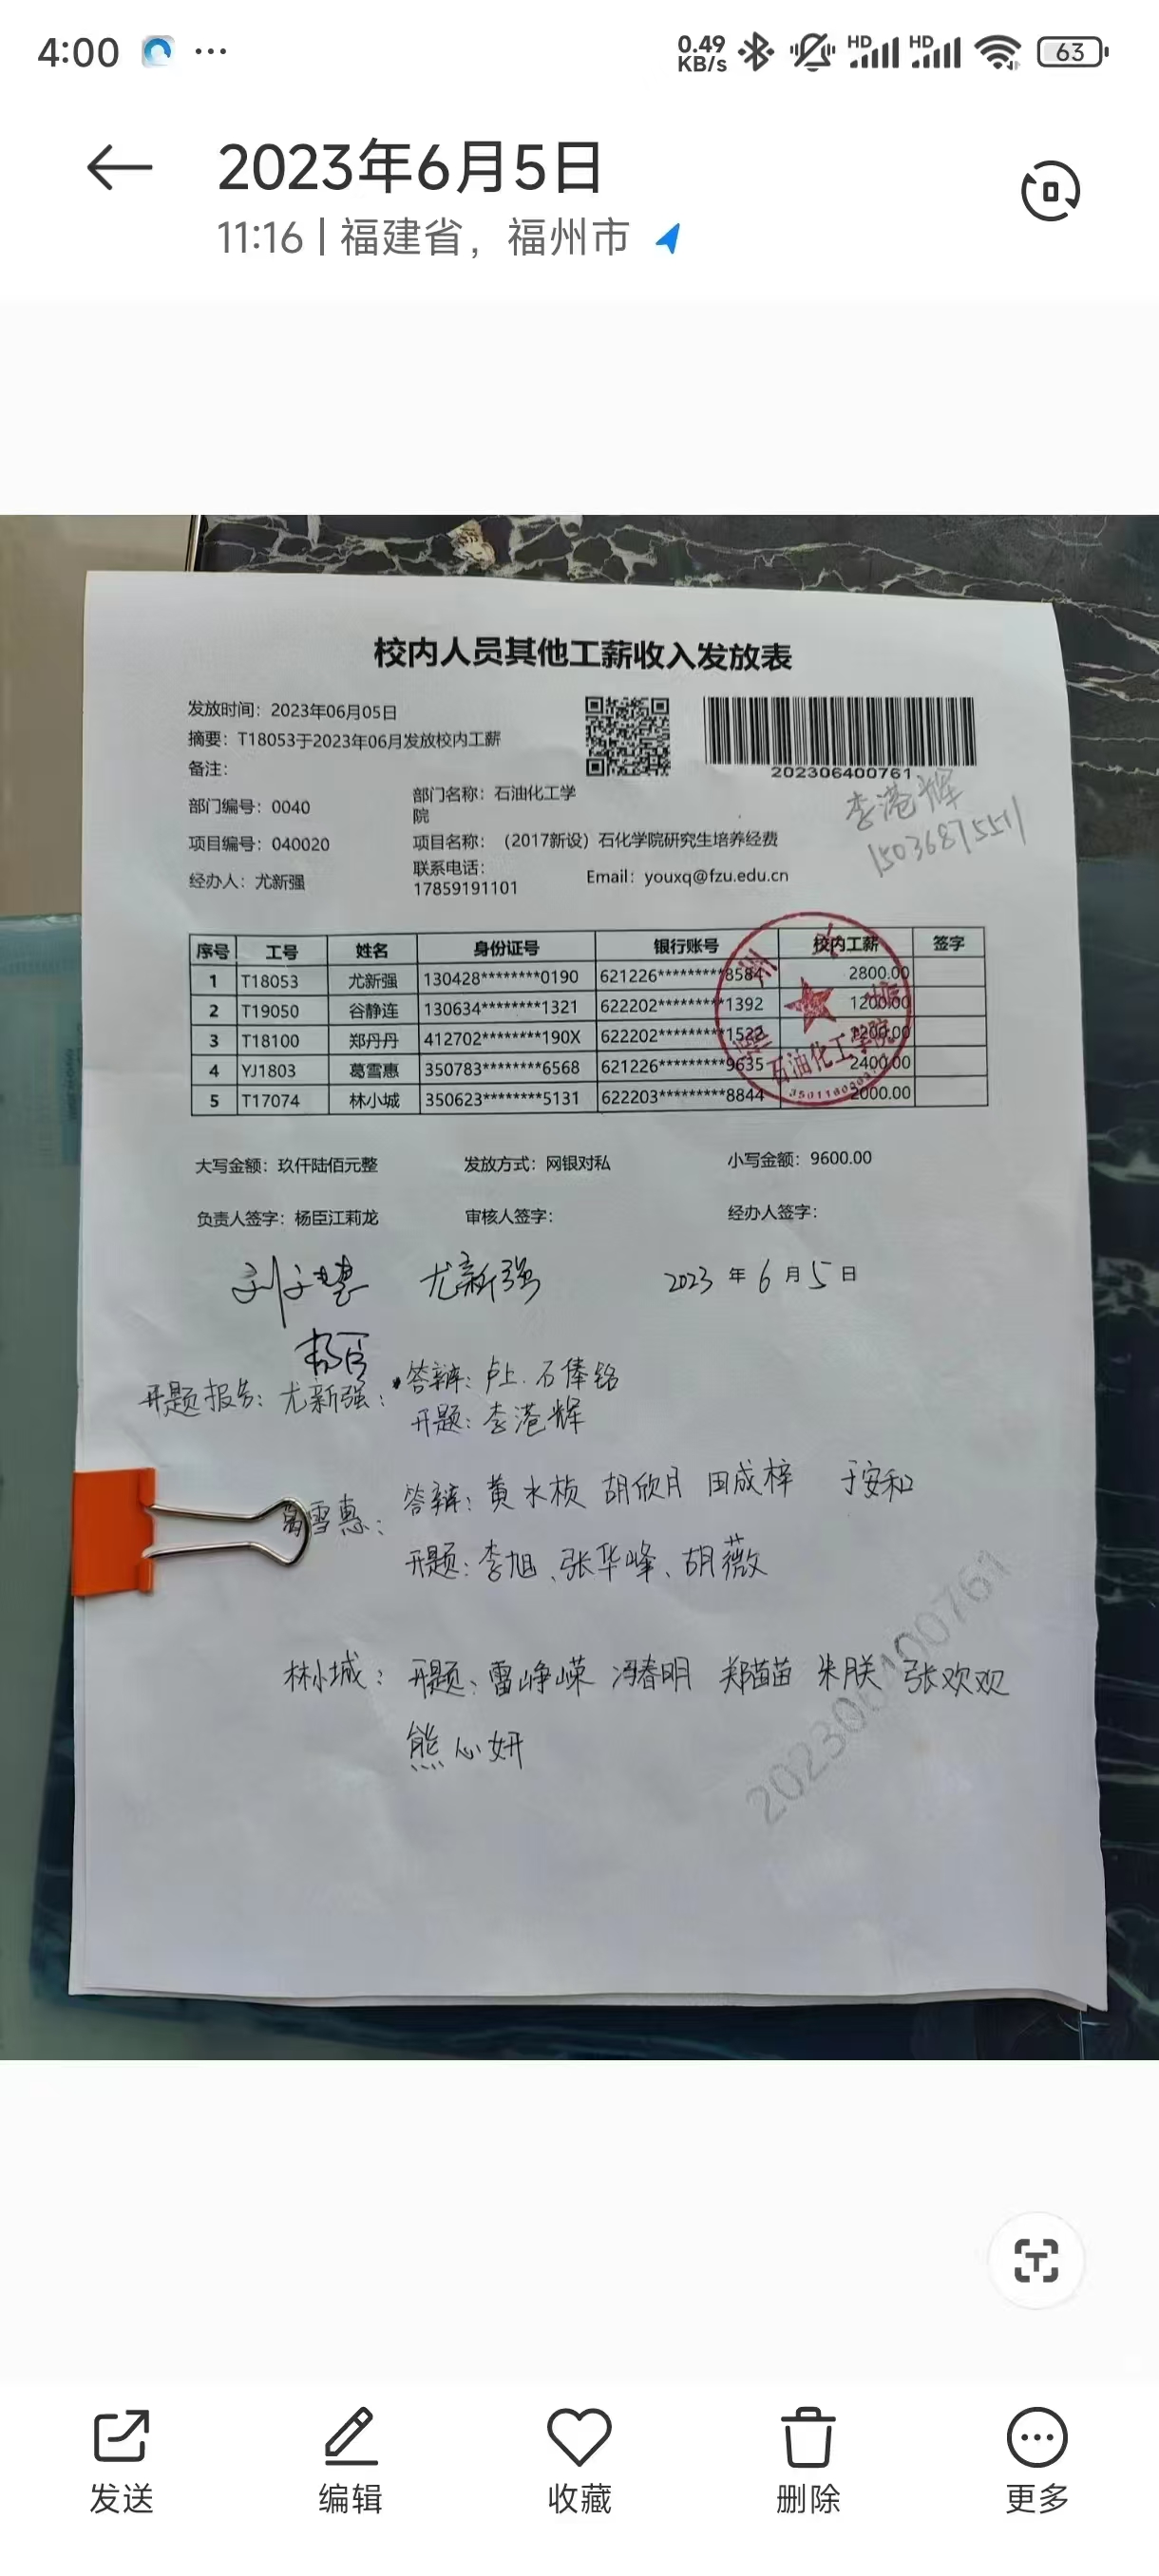 4:00 ··· 0.49 KB/s HD HD 63
2023年6月5日
11:16 | 福建省，福州市
校内人员其他工薪收入发放表
发放时间：2023年06月05日
摘要：T18053于2023年06月发放校内工薪
备注：
202306400761
李港辉
15036875511
部门编号：0040 部门名称：石油化工学院
项目编号：040020 项目名称：（2017新设）石化学院研究生培养经费
经办人：尤新强 联系电话：17859191101 Email：youxq@fzu.edu.cn
序号 工号 姓名 身份证号 银行账号 校内工薪 签字
1 T18053 尤新强 130428********0190 621226*********8584 2800.00
2 T19050 谷静连 130634********1321 622202*********1392 1200.00
3 T18100 郑丹丹 412702********190X 622202*********1522 1200.00
4 YJ1803 葛雪惠 350783********6568 621226*********9635 2400.00
5 T17074 林小城 350623********5131 622203*********8844 2000.00
石油化工学院
大写金额：玖仟陆佰元整 发放方式：网银对私 小写金额：9600.00
负责人签字：杨臣江莉龙 审核人签字： 经办人签字：
尤新强 2023 年 6 月 5 日
杨臣
开题报告：尤新强：答辩：卢上.石俸铭
开题：李港辉
葛雪惠：答辩：黄水桢 胡欣月 田成梓 于安和
开题：李旭、张华峰、胡薇
林小城：开题：雷峥嵘 冯春明 郑苗苗 朱朕 张欢欢
熊心妍
202306400761
发送 编辑 收藏 删除 更多